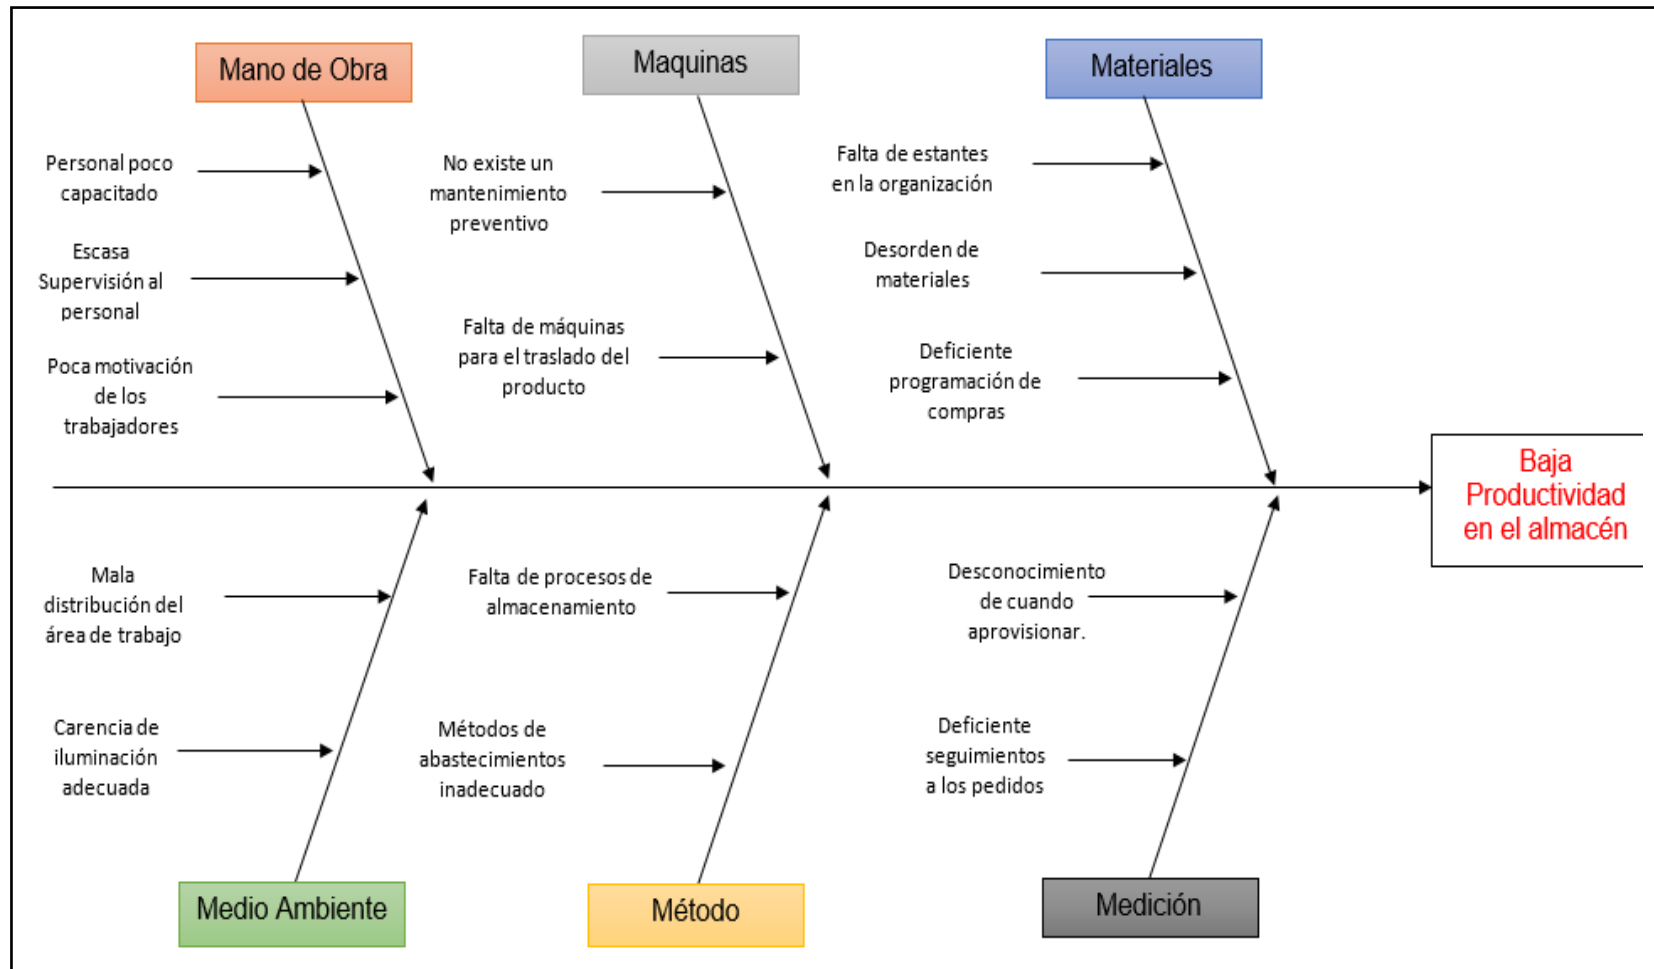 Mano de Obra
Maquinas
Materiales
Personal poco
capacitado
Escasa
Supervisión al
personal
Poca motivación
de los
trabajadores
No existe un
mantenimiento
preventivo
Falta de máquinas
para el traslado del
producto
Falta de estantes
en la organización
Desorden de
materiales
Deficiente
programación de
compras
Baja
Productividad
en el almacén
Mala
distribución del
área de trabajo
Carencia de
iluminación
adecuada
Falta de procesos de
almacenamiento
Métodos de
abastecimientos
inadecuado
Desconocimiento
de cuando
aprovisionar.
Deficiente
seguimientos
a los pedidos
Medio Ambiente
Método
Medición